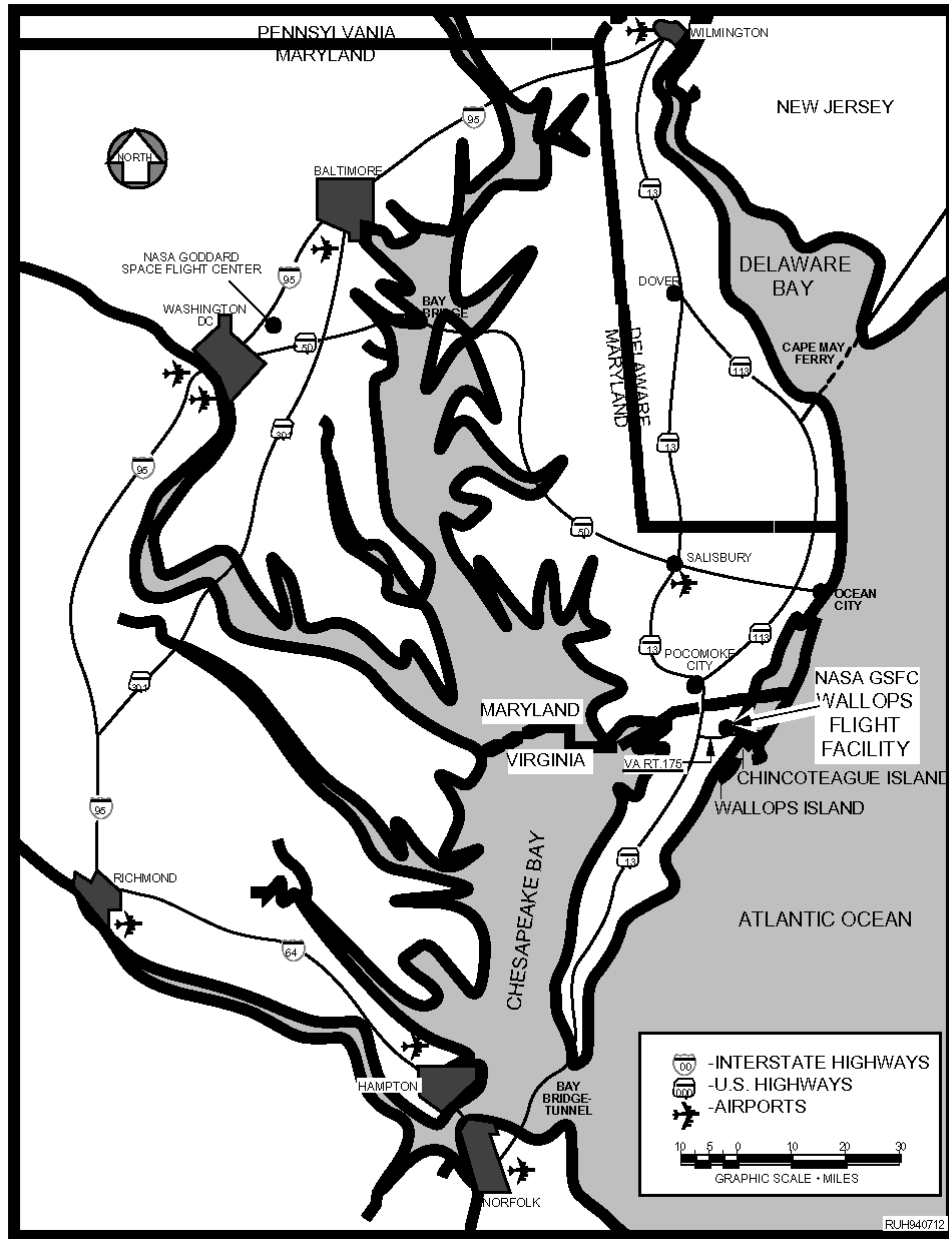 PENNSYLVANIA
MARYLAND
WILMINGTON
NEW JERSEY
95
NORTH
BALTIMORE
13
NASA GODDARD
SPACE FLIGHT CENTER
95
DELAWARE
BAY
DOVER
BAY
BRIDGE
WASHINGTON
DC
50
CAPE MAY
FERRY
DELAWARE
MARYLAND
113
301
13
95
50
SALISBURY
OCEAN
CITY
13
113
POCOMOKE
CITY
301
NASA GSFC
WALLOPS
FLIGHT
FACILITY
MARYLAND
VIRGINIA
VA RT.175
CHINCOTEAGUE ISLAND
WALLOPS ISLAND
95
13
RICHMOND
CHESAPEAKE BAY
ATLANTIC OCEAN
64
HAMPTON
BAY
BRIDGE-
TUNNEL
NORFOLK
00 -INTERSTATE HIGHWAYS
000 -U.S. HIGHWAYS
-AIRPORTS
10 5 0 10 20 30
GRAPHIC SCALE • MILES
RUH940712